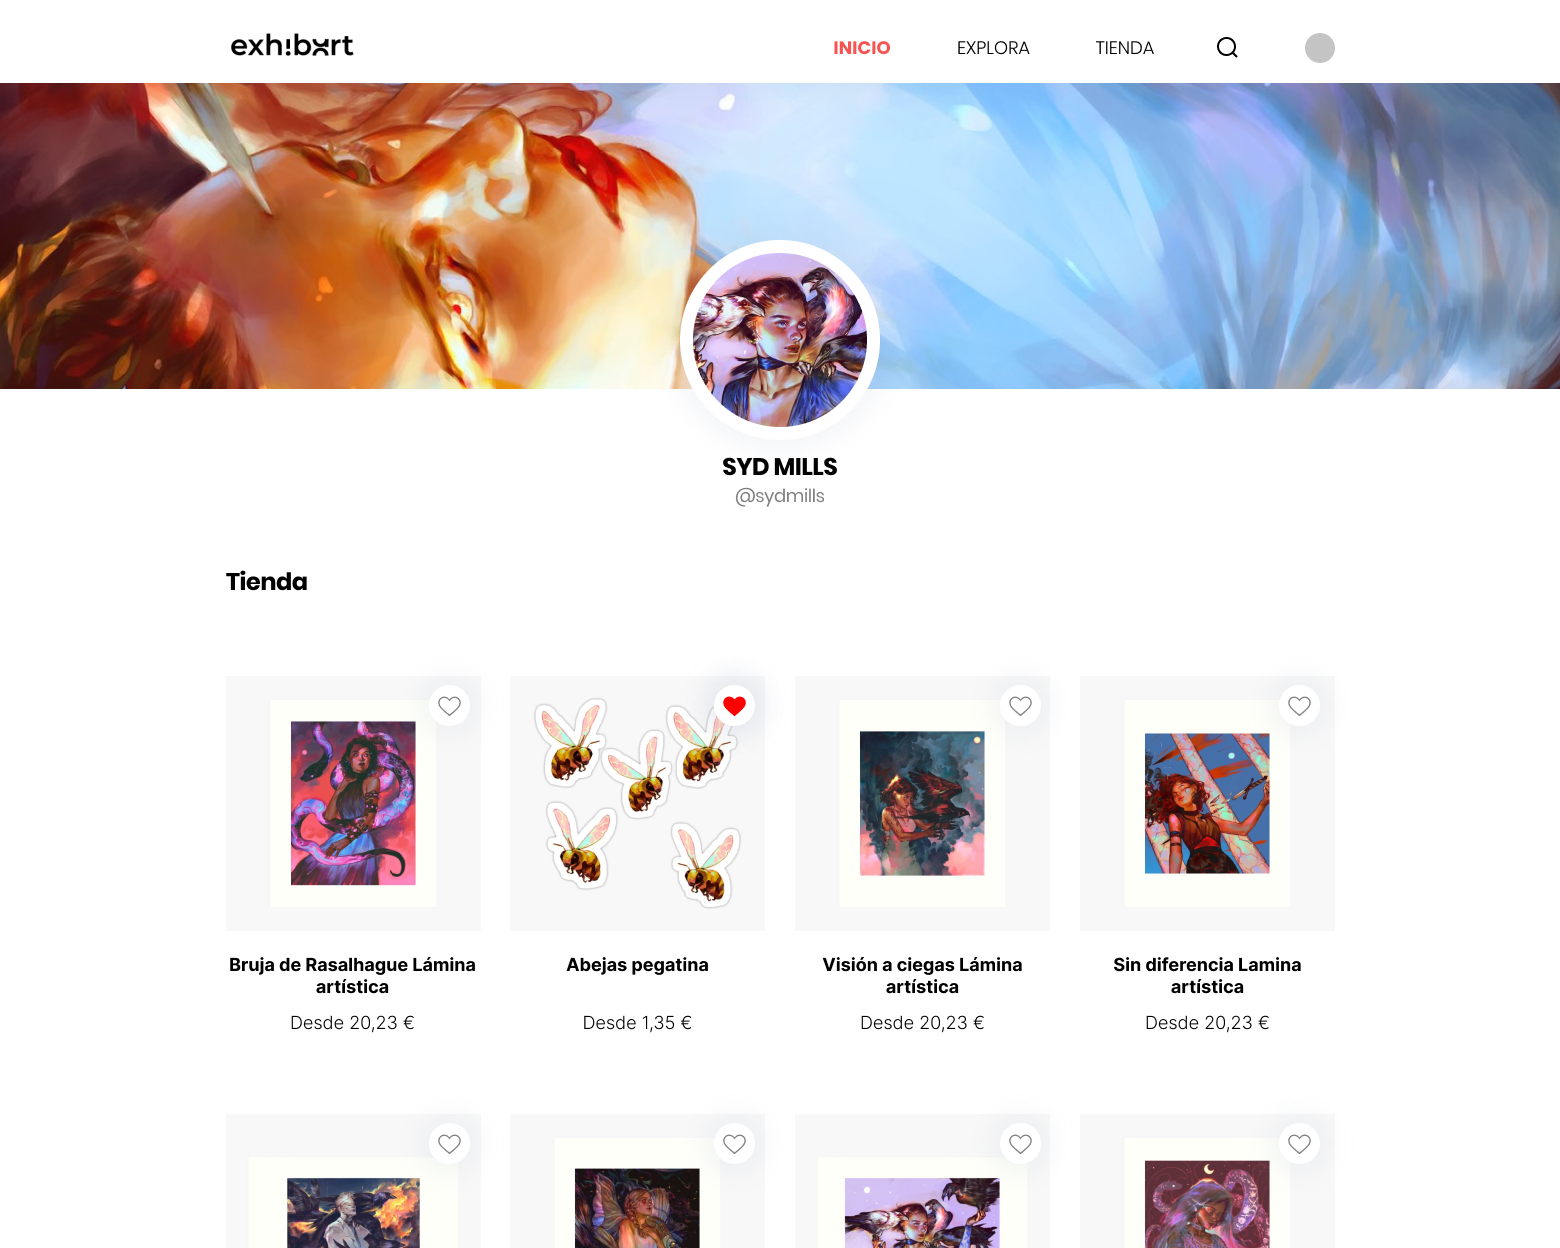 exh!bart
INICIO
EXPLORA
TIENDA
SYD MILLS
@sydmills
Tienda
Bruja de Rasalhague Lámina
artística
Desde 20,23 €
Abejas pegatina
Desde 1,35 €
Visión a ciegas Lámina
artística
Desde 20,23 €
Sin diferencia Lamina
artística
Desde 20,23 €